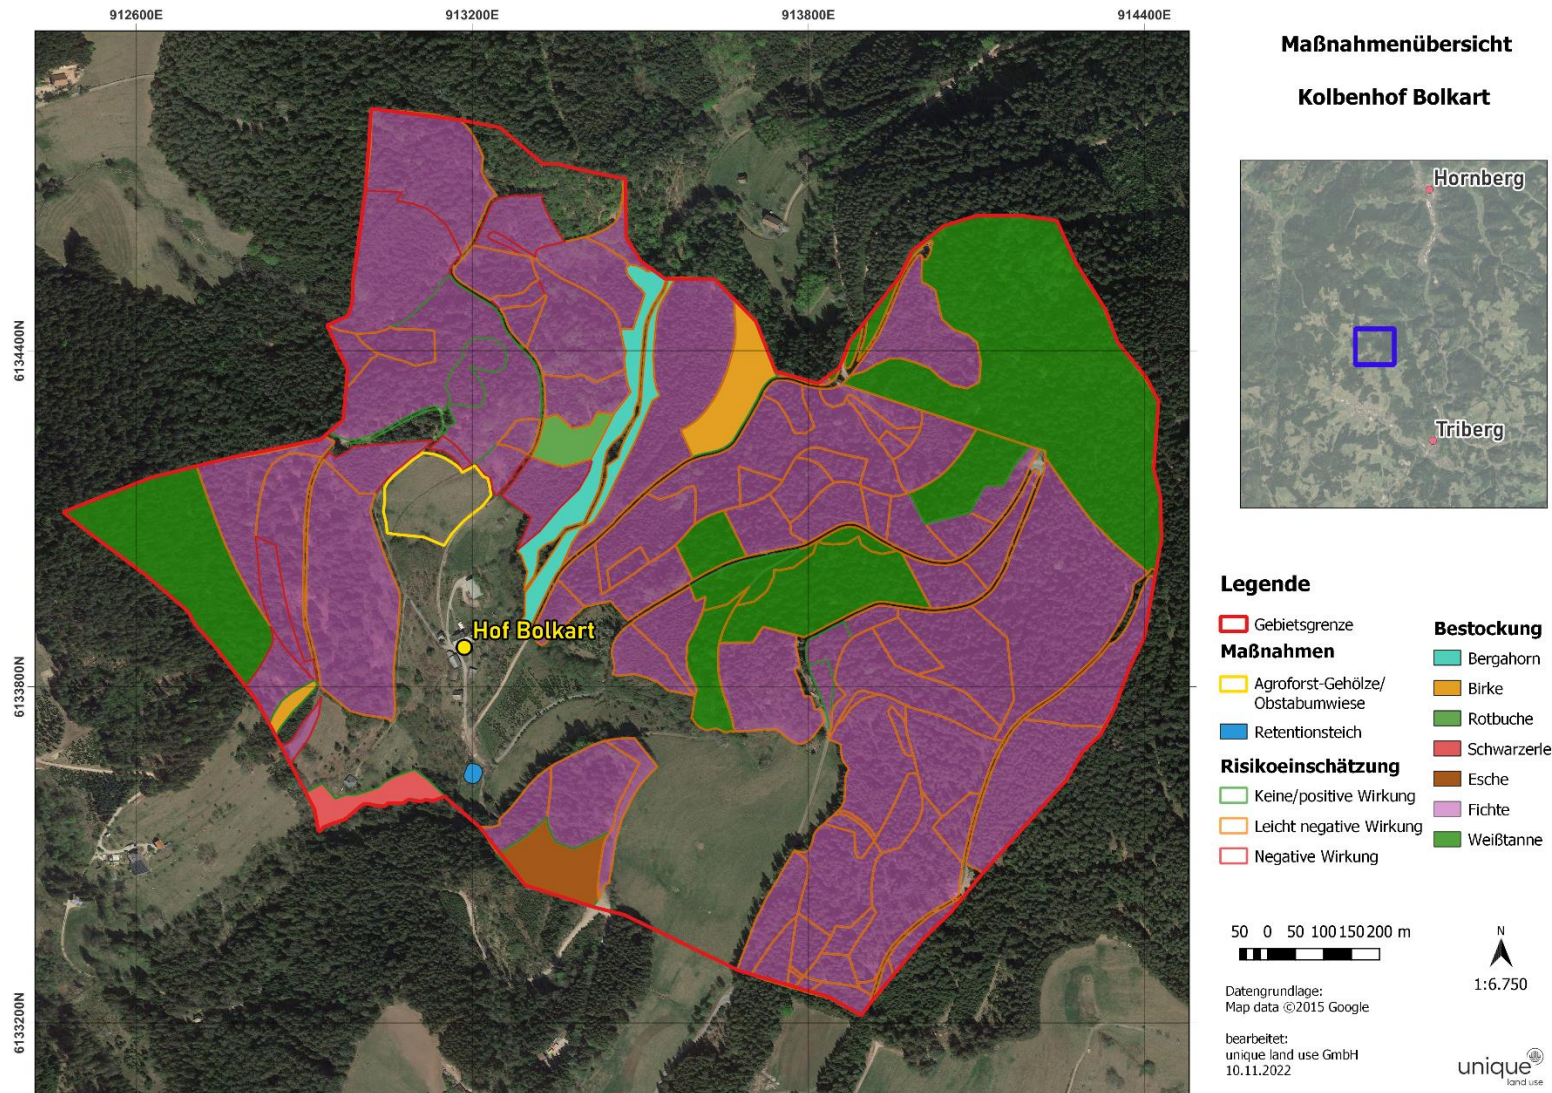 912600E
913200E
913800E
914400E
6134400N
6133800N
6133200N
Hof Bolkart
Maßnahmenübersicht
Kolbenhof Bolkart
Hornberg
Triberg
Legende
Gebietsgrenze
Maßnahmen
Agroforst-Gehölze/
Obstabumwiese
Retentionsteich
Risikoeinschätzung
Keine/positive Wirkung
Leicht negative Wirkung
Negative Wirkung
Bestockung
Bergahorn
Birke
Rotbuche
Schwarzerle
Esche
Fichte
Weißtanne
50 0 50 100 150 200 m
N
1:6.750
Datengrundlage:
Map data ©2015 Google
bearbeitet:
unique land use GmbH
10.11.2022
unique
land use